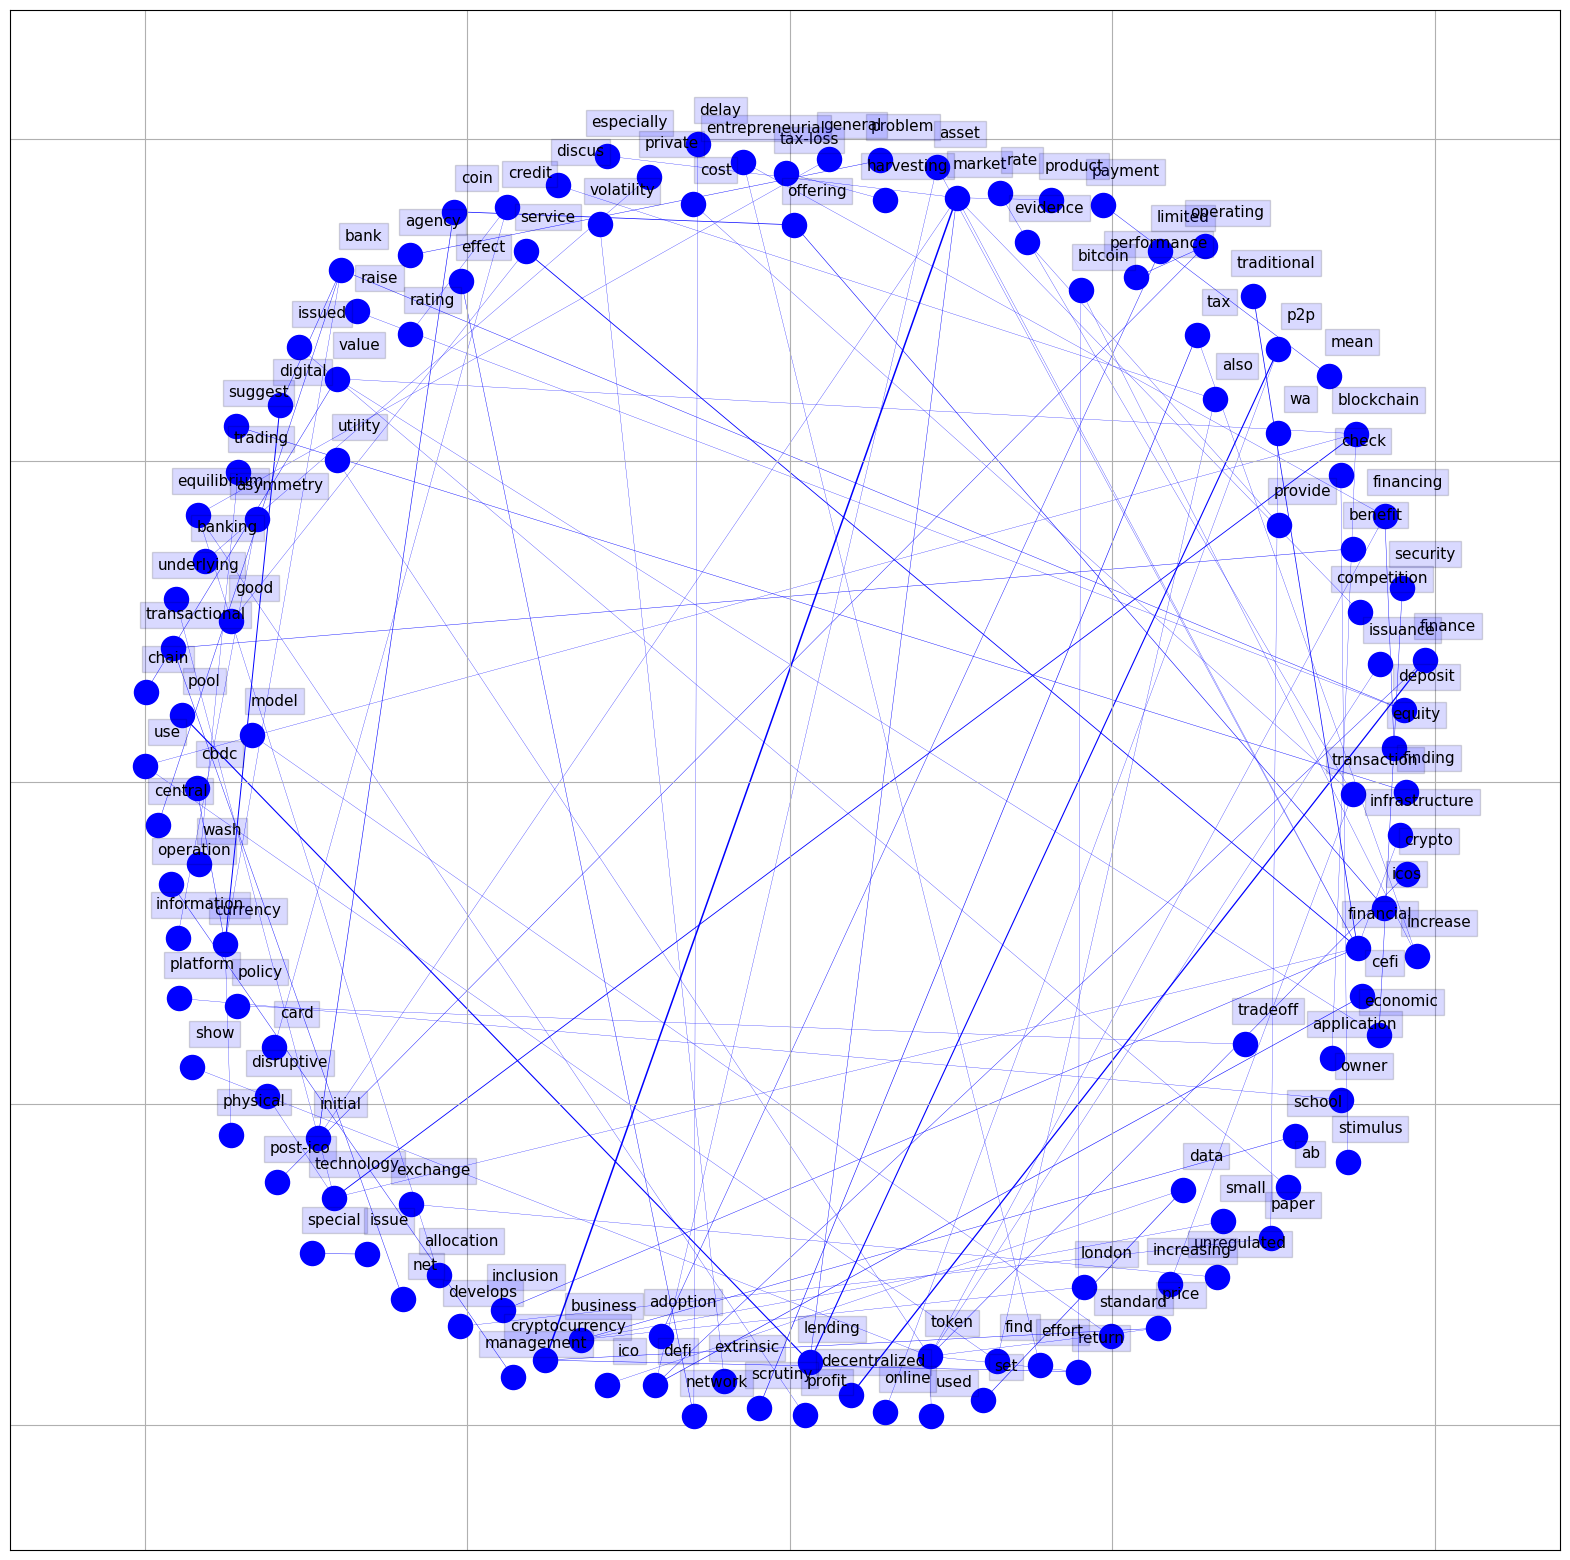 delay
especially
entrepreneurial
general
problem
asset
private
tax-loss
discus
cost
harvesting
market
rate
product
payment
credit
coin
volatility
offering
evidence
limited
operating
agency
service
performance
bank
effect
bitcoin
traditional
raise
rating
tax
p2p
issued
value
mean
also
digital
suggest
wa
blockchain
trading
utility
check
equilibrium
asymmetry
financing
provide
banking
benefit
underlying
security
good
competition
transactional
issuance
finance
chain
pool
deposit
use
model
equity
cbdc
transaction
finding
central
infrastructure
wash
crypto
operation
icos
information
currency
financial
increase
platform
policy
cefi
show
card
tradeoff
economic
disruptive
application
owner
physical
initial
school
post-ico
stimulus
technology
exchange
data
ab
special
issue
small
paper
allocation
london
increasing
unregulated
net
inclusion
develops
business
adoption
standard
price
cryptocurrency
lending
token
find
effort
management
ico
defi
extrinsic
decentralized
return
network
scrutiny
profit
online
used
set